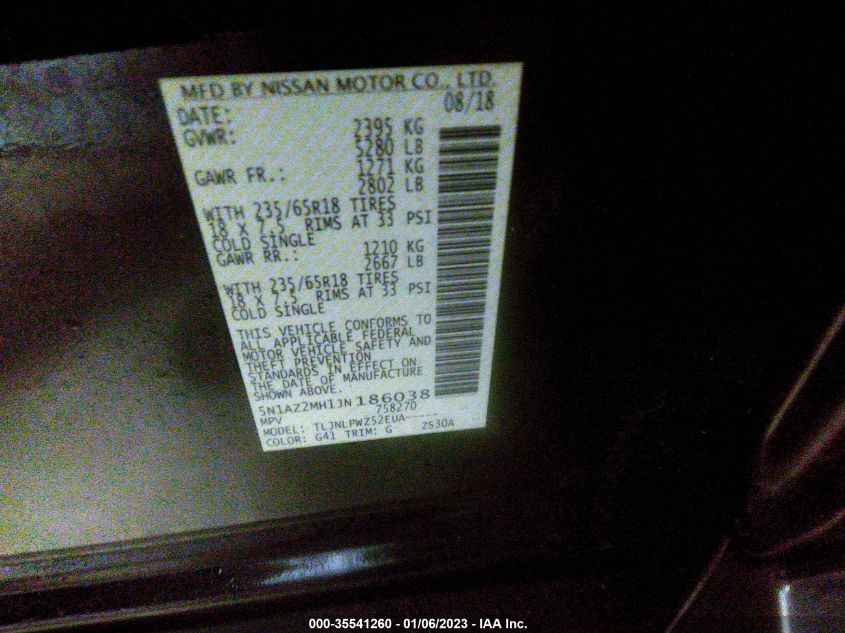 MFD BY NISSAN MOTOR CO., LTD.
DATE: 08/18
GVWR: 2395 KG
5280 LB
GAWR FR.: 1271 KG
2802 LB
WITH 235/65R18 TIRES
18 X 7.5 RIMS AT 33 PSI
COLD SINGLE
GAWR RR.: 1210 KG
2667 LB
WITH 235/65R18 TIRES
18 X 7.5 RIMS AT 33 PSI
COLD SINGLE
THIS VEHICLE CONFORMS TO
ALL APPLICABLE FEDERAL
MOTOR VEHICLE SAFETY AND
THEFT PREVENTION
STANDARDS IN EFFECT ON
THE DATE OF MANUFACTURE
SHOWN ABOVE.
5N1AZ2MH1JN186038
MPV 758270
MODEL: TLJNLPWZ52EUA-----
COLOR: G41 TRIM: G ZS30A
000-35541260 - 01/06/2023 - IAA Inc.